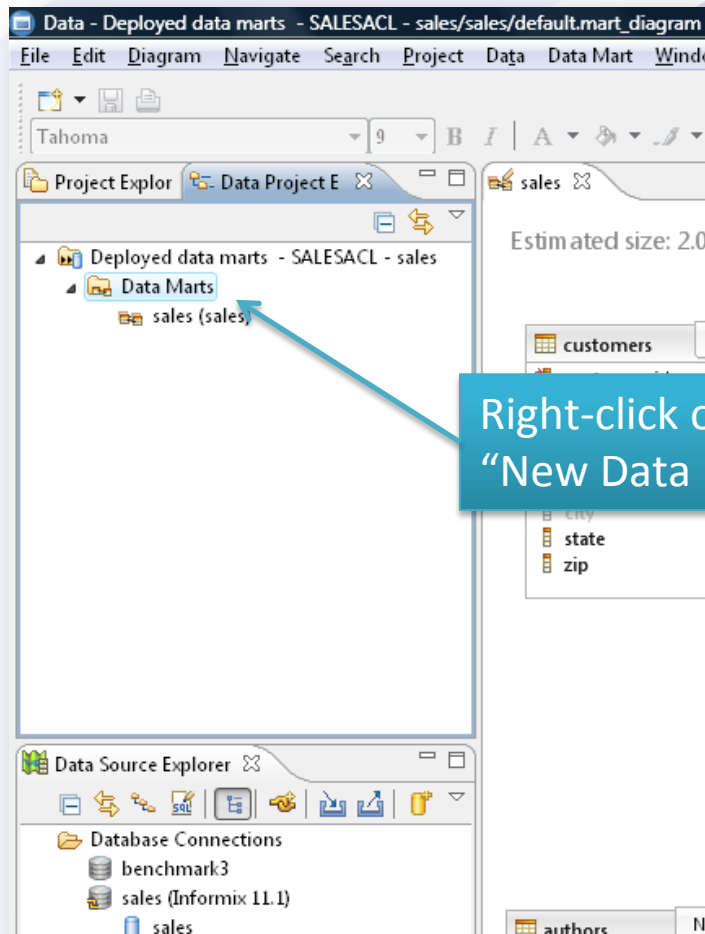 Data - Deployed data marts - SALESACL - sales/sales/default.mart_diagram
File Edit Diagram Navigate Search Project Data Data Mart
Tahoma 9 B I A
Project Explor Data Project E
sales
Estimated size: 2.0
Deployed data marts - SALESACL - sales
Data Marts
sales (sales)
customers
Right-click
"New Data
city
state
zip
Data Source Explorer
Database Connections
benchmark3
sales (Informix 11.1)
sales
authors